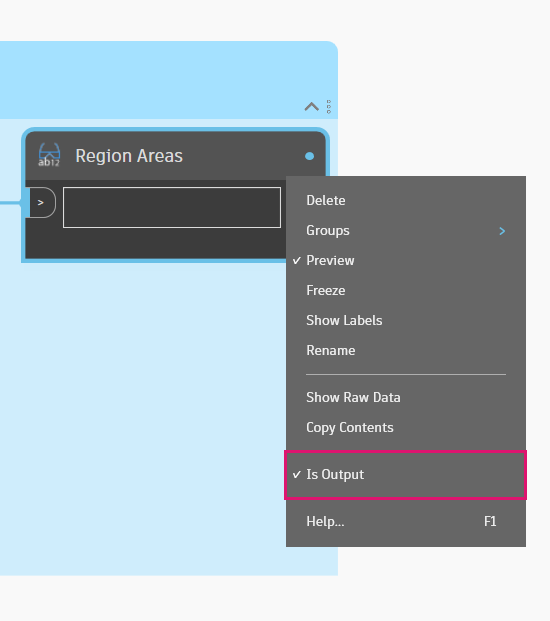 ab12 Region Areas
>
Delete
Groups >
✓ Preview
Freeze
Show Labels
Rename
Show Raw Data
Copy Contents
✓ Is Output
Help... F1